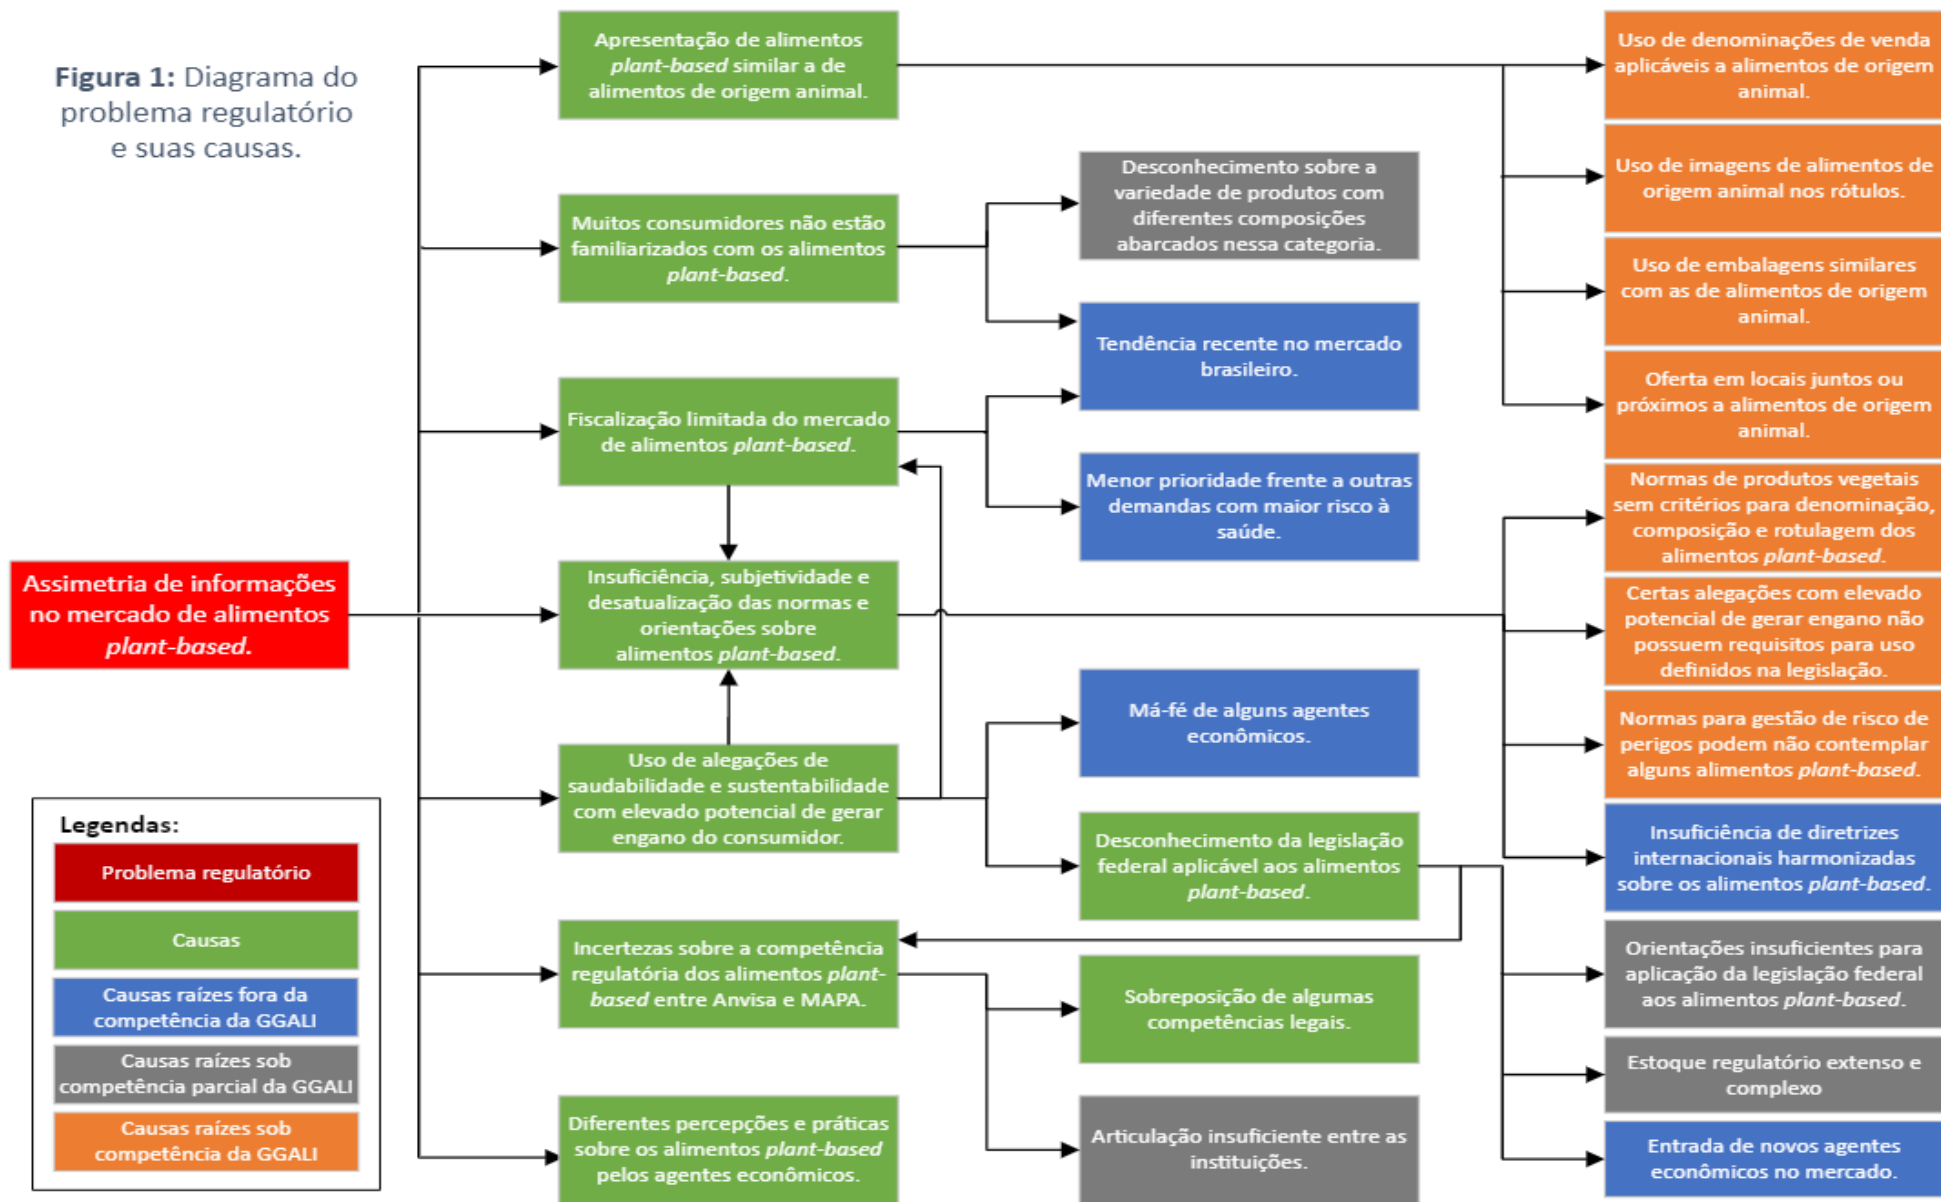 Figura 1: Diagrama do
problema regulatório
e suas causas.
Assimetria de informações
no mercado de alimentos
plant-based.
Apresentação de alimentos
plant-based similar a de
alimentos de origem animal.
Muitos consumidores não estão
familiarizados com os alimentos
plant-based.
Fiscalização limitada do mercado
de alimentos plant-based.
Insuficiência, subjetividade e
desatualização das normas e
orientações sobre
alimentos plant-based.
Uso de alegações de
saudabilidade e sustentabilidade
com elevado potencial de gerar
engano do consumidor.
Incertezas sobre a competência
regulatória dos alimentos plant-
based entre Anvisa e MAPA.
Diferentes percepções e práticas
sobre os alimentos plant-based
pelos agentes econômicos.
Desconhecimento sobre a
variedade de produtos com
diferentes composições
abarcados nessa categoria.
Tendência recente no mercado
brasileiro.
Menor prioridade frente a outras
demandas com maior risco à
saúde.
Má-fé de alguns agentes
econômicos.
Desconhecimento da legislação
federal aplicável aos alimentos
plant-based.
Sobreposição de algumas
competências legais.
Articulação insuficiente entre as
instituições.
Uso de denominações de venda
aplicáveis a alimentos de origem
animal.
Uso de imagens de alimentos de
origem animal nos rótulos.
Uso de embalagens similares
com as de alimentos de origem
animal.
Oferta em locais juntos ou
próximos a alimentos de origem
animal.
Normas de produtos vegetais
sem critérios para denominação,
composição e rotulagem dos
alimentos plant-based.
Certas alegações com elevado
potencial de gerar engano não
possuem requisitos para uso
definidos na legislação.
Normas para gestão de risco de
perigos podem não contemplar
alguns alimentos plant-based.
Insuficiência de diretrizes
internacionais harmonizadas
sobre os alimentos plant-based.
Orientações insuficientes para
aplicação da legislação federal
aos alimentos plant-based.
Estoque regulatório extenso e
complexo
Entrada de novos agentes
econômicos no mercado.
Legendas:
Problema regulatório
Causas
Causas raízes fora da
competência da GGALI
Causas raízes sob
competência parcial da GGALI
Causas raízes sob
competência da GGALI